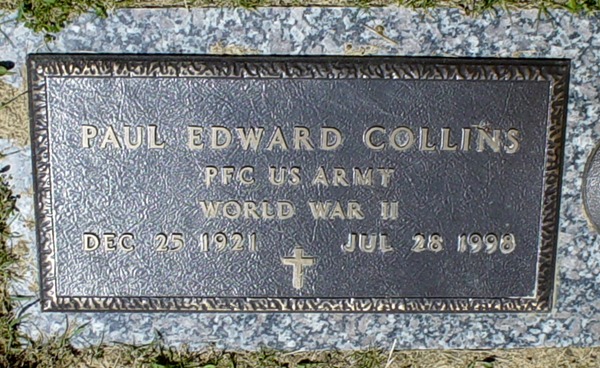 PAUL EDWARD COLLINS
PFC US ARMY
WORLD WAR II
DEC 25 1921 JUL 28 1998